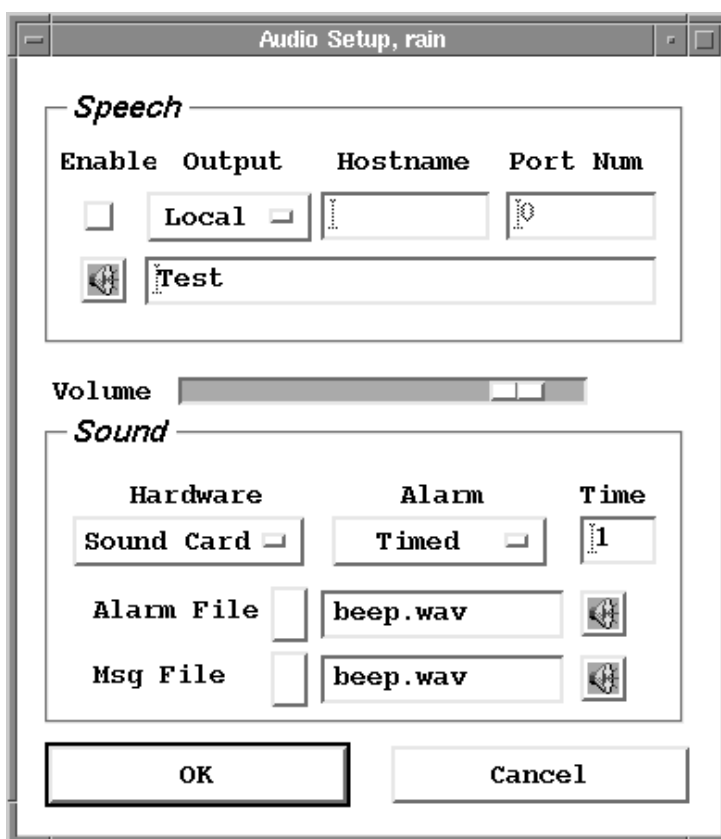 Audio Setup, rain
Speech
Enable Output Hostname Port Num
Local 0
Test
Volume
Sound
Hardware Alarm Time
Sound Card Timed 1
Alarm File beep.wav
Msg File beep.wav
OK Cancel